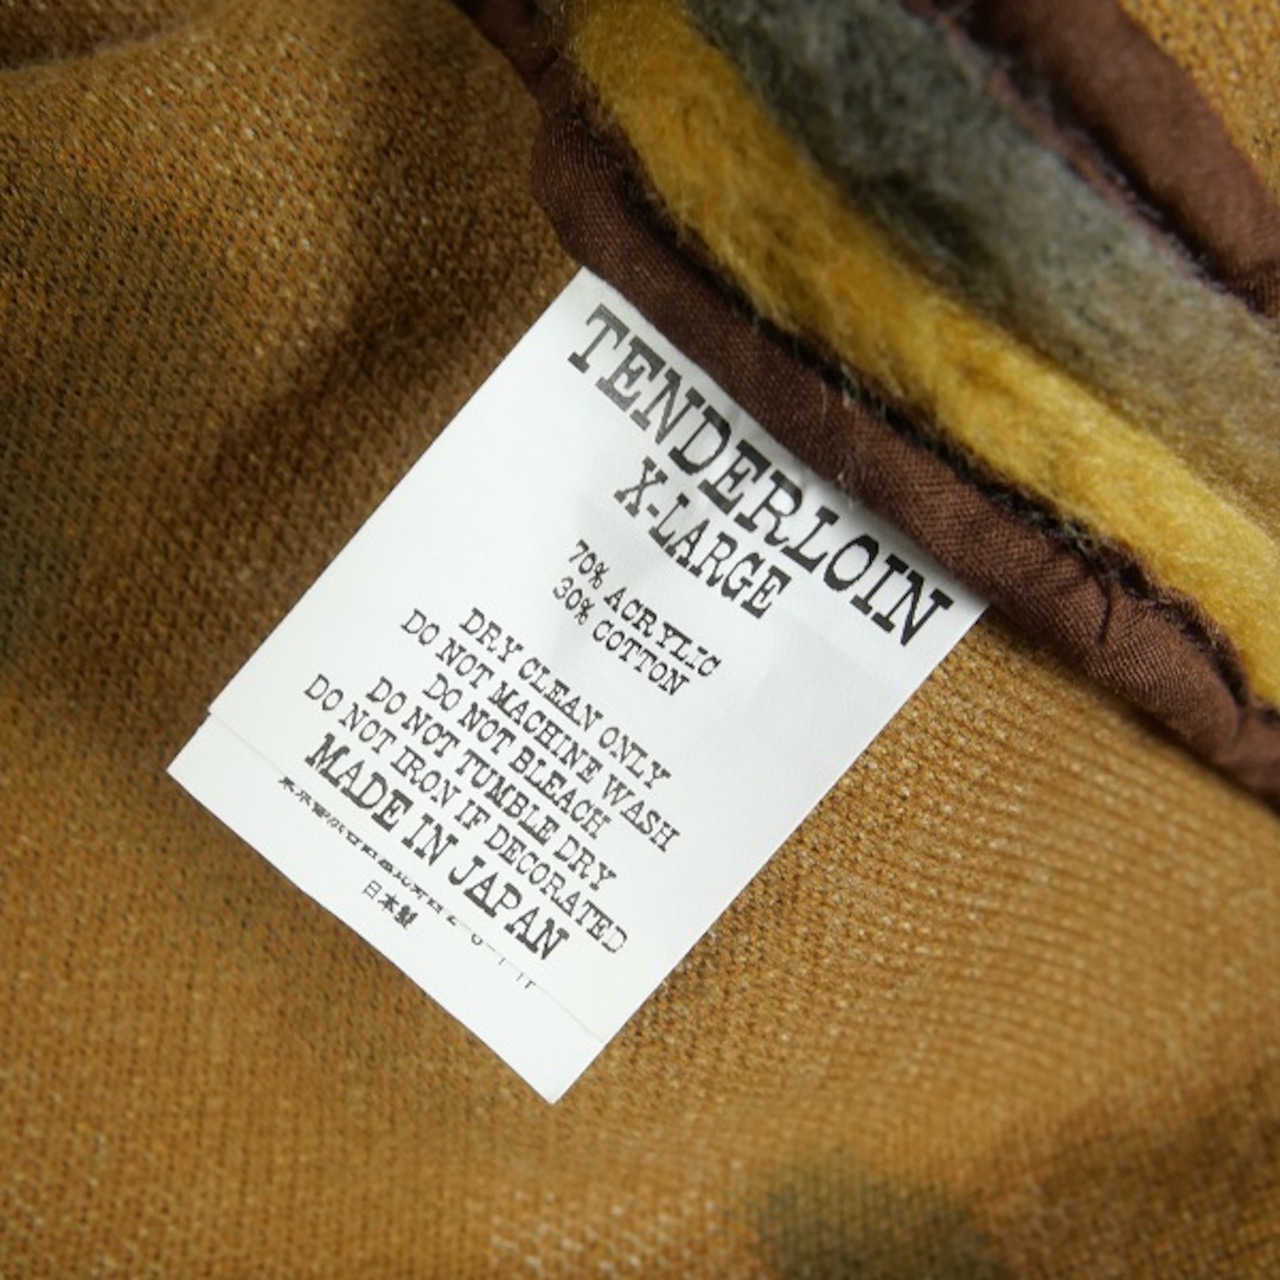 TENDERLOIN
X-LARGE
70% ACRYLIC
30% COTTON
DRY CLEAN ONLY
DO NOT MACHINE WASH
DO NOT BLEACH
DO NOT TUMBLE DRY
DO NOT IRON IF DECORATED
MADE IN JAPAN
日本製